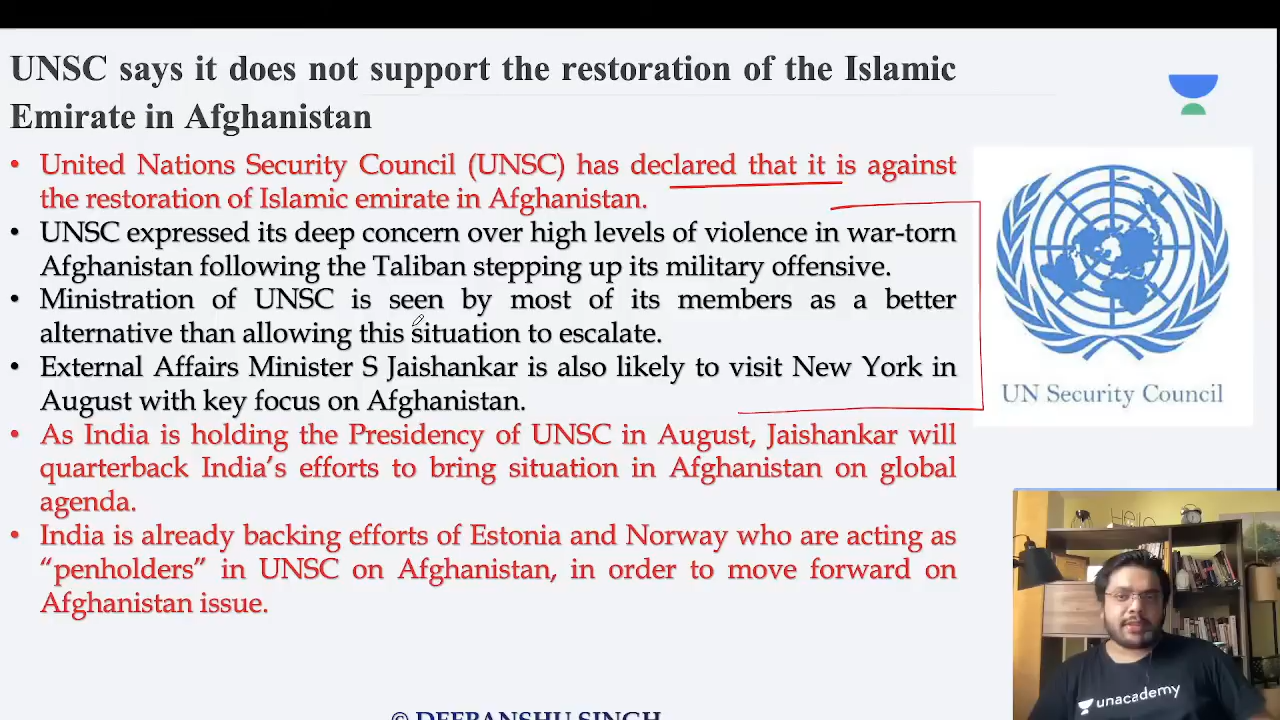 UNSC says it does not support the restoration of the Islamic
Emirate in Afghanistan
• United Nations Security Council (UNSC) has declared that it is against
the restoration of Islamic emirate in Afghanistan.
• UNSC expressed its deep concern over high levels of violence in war-torn
Afghanistan following the Taliban stepping up its military offensive.
• Ministration of UNSC is seen by most of its members as a better
alternative than allowing this situation to escalate.
• External Affairs Minister S Jaishankar is also likely to visit New York in
August with key focus on Afghanistan.
• As India is holding the Presidency of UNSC in August, Jaishankar will
quarterback India's efforts to bring situation in Afghanistan on global
agenda.
• India is already backing efforts of Estonia and Norway who are acting as
“penholders” in UNSC on Afghanistan, in order to move forward on
Afghanistan issue.
UN Security Council
Hello
unacademy
© DEEPANSHU SINGH